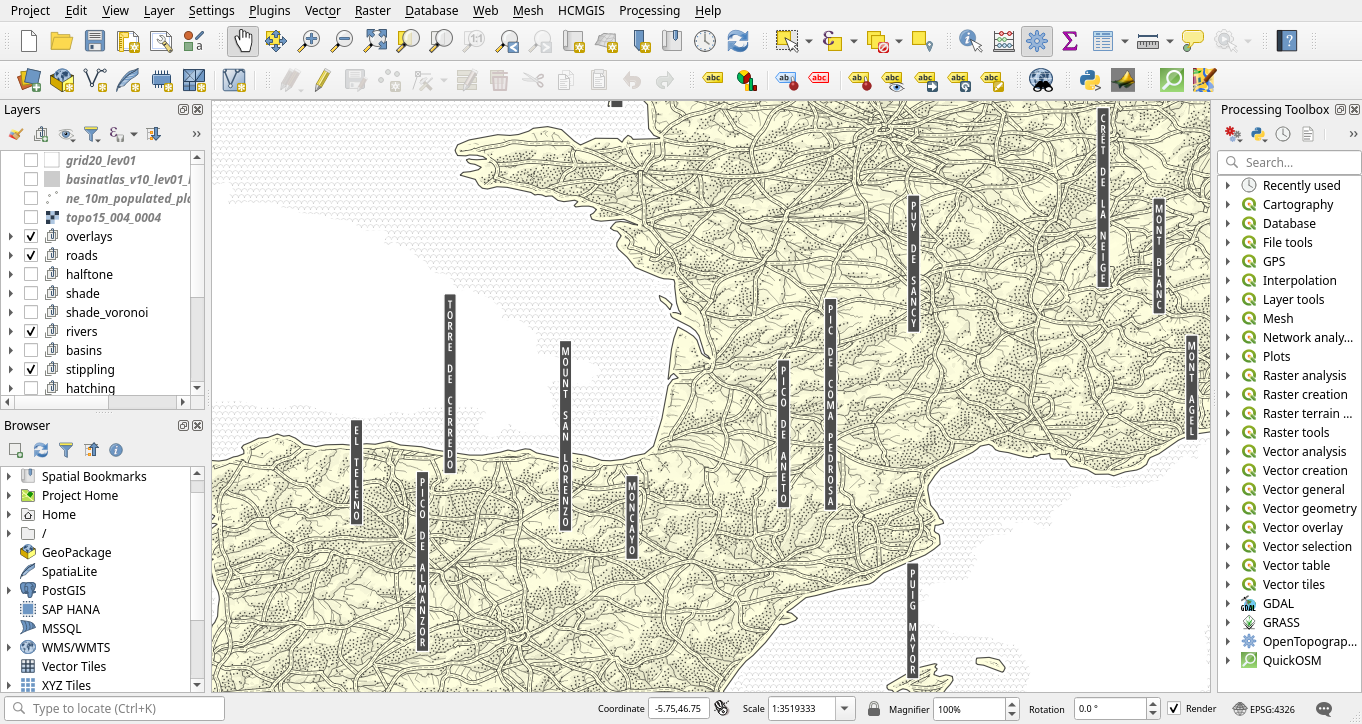 Project Edit View Layer Settings Plugins Vector Raster Database Web Mesh HCMGIS Processing Help
Layers
grid20_lev01
basinatlas_v10_lev01_
ne_10m_populated_pla
topo15_004_0004
overlays
roads
halftone
shade
shade_voronoi
rivers
basins
stippling
hatching
Browser
Spatial Bookmarks
Project Home
Home
/
GeoPackage
SpatiaLite
PostGIS
SAP HANA
MSSQL
WMS/WMTS
Vector Tiles
XYZ Tiles
CRÊT DE LA NEIGE
PUY DE SANCY
MONT BLANC
TORRE DE CERREDO
PIC DE COMA PEDROSA
MOUNT SAN LORENZO
MONT AGEL
PICO DE ANETO
EL TELENO
PICO DE ALMANZOR
MONCAYO
PUIG MAYOR
Processing Toolbox
Search...
Recently used
Cartography
Database
File tools
GPS
Interpolation
Layer tools
Mesh
Network analy...
Plots
Raster analysis
Raster creation
Raster terrain ...
Raster tools
Vector analysis
Vector creation
Vector general
Vector geometry
Vector overlay
Vector selection
Vector table
Vector tiles
GDAL
GRASS
OpenTopograp...
QuickOSM
Type to locate (Ctrl+K)
Coordinate -5.75,46.75 Scale 1:3519333 Magnifier 100% Rotation 0.0 ° Render EPSG:4326